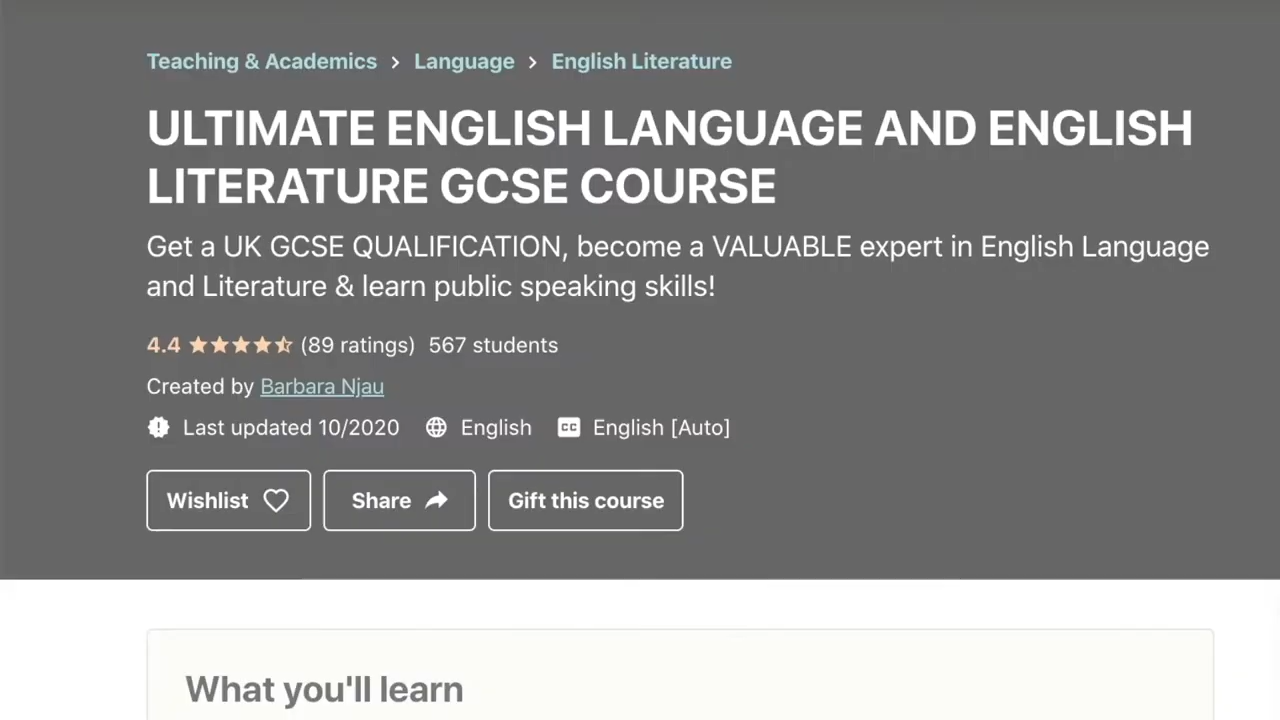 Teaching & Academics > Language > English Literature
ULTIMATE ENGLISH LANGUAGE AND ENGLISH
LITERATURE GCSE COURSE
Get a UK GCSE QUALIFICATION, become a VALUABLE expert in English Language
and Literature & learn public speaking skills!
4.4 (89 ratings) 567 students
Created by Barbara Njau
Last updated 10/2020 English CC English [Auto]
Wishlist Share Gift this course
What you'll learn